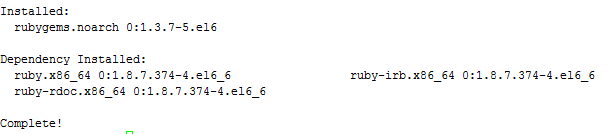 Installed:
  rubygems.noarch 0:1.3.7-5.el6
Dependency Installed:
  ruby.x86_64 0:1.8.7.374-4.el6_6                ruby-irb.x86_64 0:1.8.7.374-4.el6_6
  ruby-rdoc.x86_64 0:1.8.7.374-4.el6_6
Complete!